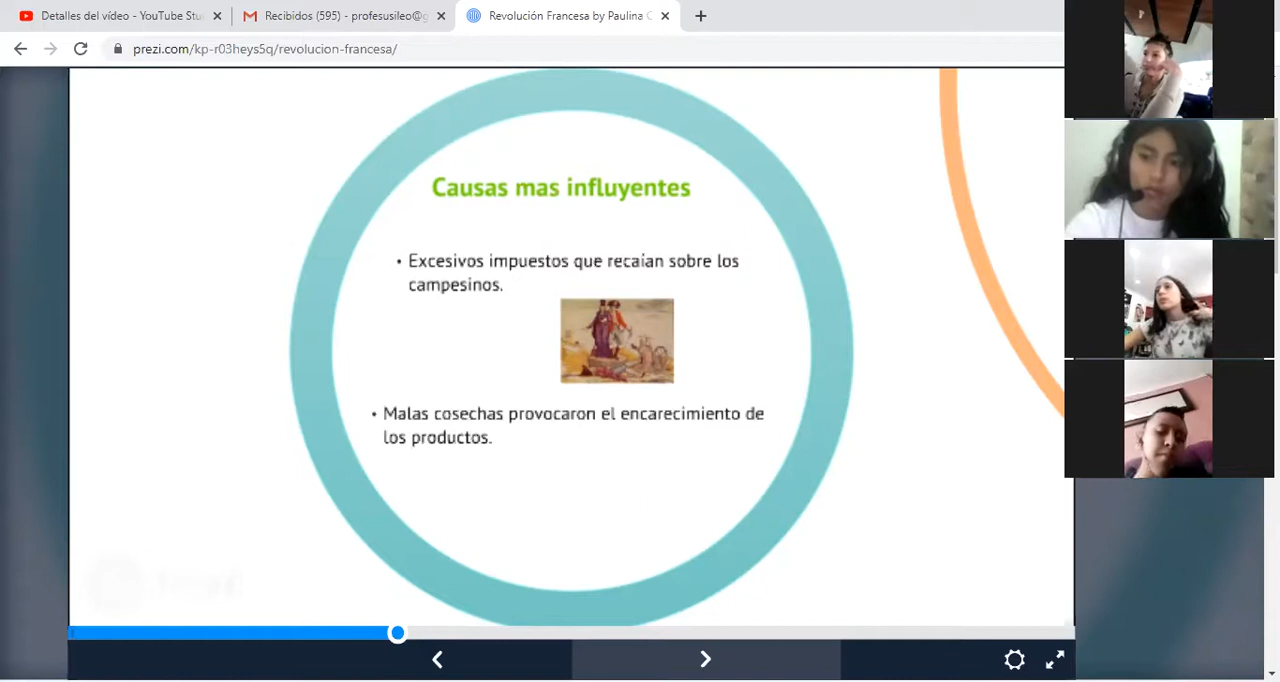 Detalles del vídeo - YouTube Stu
Recibidos (595) - profesusileo@g
Revolución Francesa by Paulina C
prezi.com/kp-r03heys5q/revolucion-francesa/
Causas mas influyentes
• Excesivos impuestos que recaían sobre los
campesinos.
• Malas cosechas provocaron el encarecimiento de
los productos.